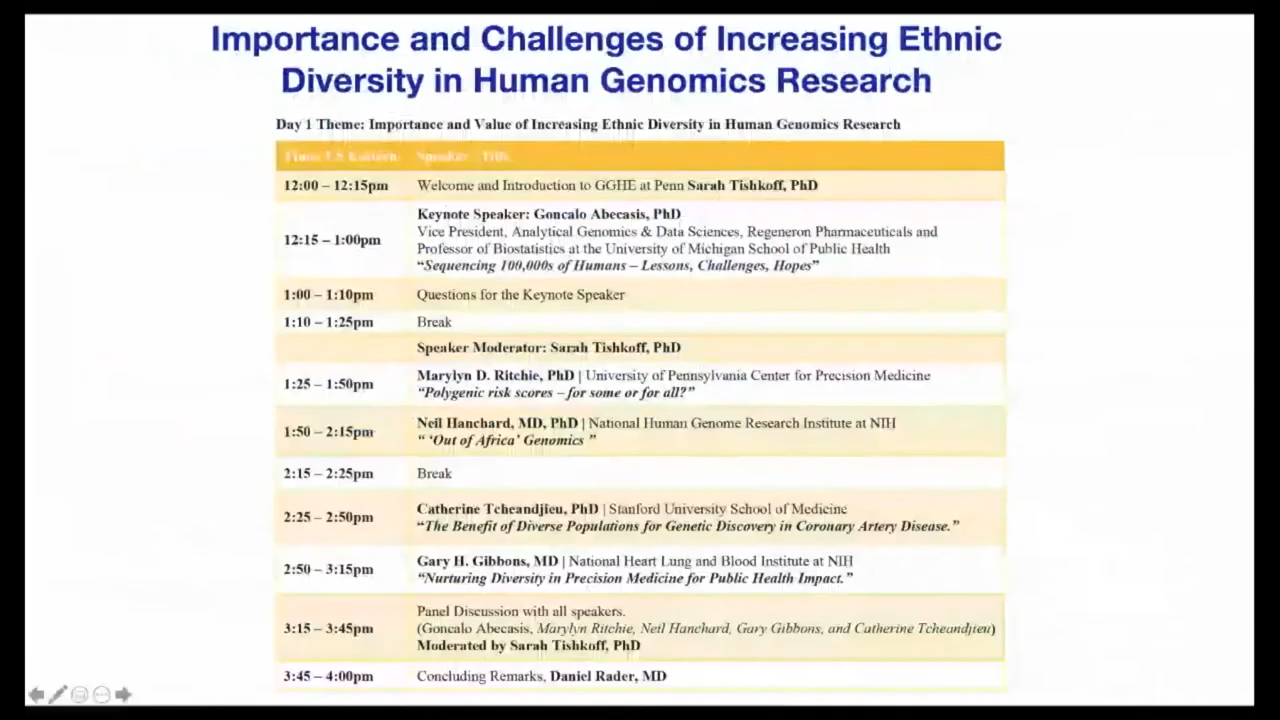 Importance and Challenges of Increasing Ethnic
Diversity in Human Genomics Research
Day 1 Theme: Importance and Value of Increasing Ethnic Diversity in Human Genomics Research
12:00 – 12:15pm Welcome and Introduction to GGHE at Penn Sarah Tishkoff, PhD
Keynote Speaker: Goncalo Abecasis, PhD
12:15 – 1:00pm Vice President, Analytical Genomics & Data Sciences, Regeneron Pharmaceuticals and
Professor of Biostatistics at the University of Michigan School of Public Health
“Sequencing 100,000s of Humans – Lessons, Challenges, Hopes”
1:00 – 1:10pm Questions for the Keynote Speaker
1:10 – 1:25pm Break
Speaker Moderator: Sarah Tishkoff, PhD
1:25 – 1:50pm Marylyn D. Ritchie, PhD | University of Pennsylvania Center for Precision Medicine
“Polygenic risk scores – for some or for all?”
1:50 – 2:15pm Neil Hanchard, MD, PhD | National Human Genome Research Institute at NIH
“ ‘Out of Africa’ Genomics ”
2:15 – 2:25pm Break
2:25 – 2:50pm Catherine Tcheandjieu, PhD | Stanford University School of Medicine
“The Benefit of Diverse Populations for Genetic Discovery in Coronary Artery Disease.”
2:50 – 3:15pm Gary H. Gibbons, MD | National Heart Lung and Blood Institute at NIH
“Nurturing Diversity in Precision Medicine for Public Health Impact.”
Panel Discussion with all speakers.
3:15 – 3:45pm (Goncalo Abecasis, Marylyn Ritchie, Neil Hanchard, Gary Gibbons, and Catherine Tcheandjieu)
Moderated by Sarah Tishkoff, PhD
3:45 – 4:00pm Concluding Remarks, Daniel Rader, MD